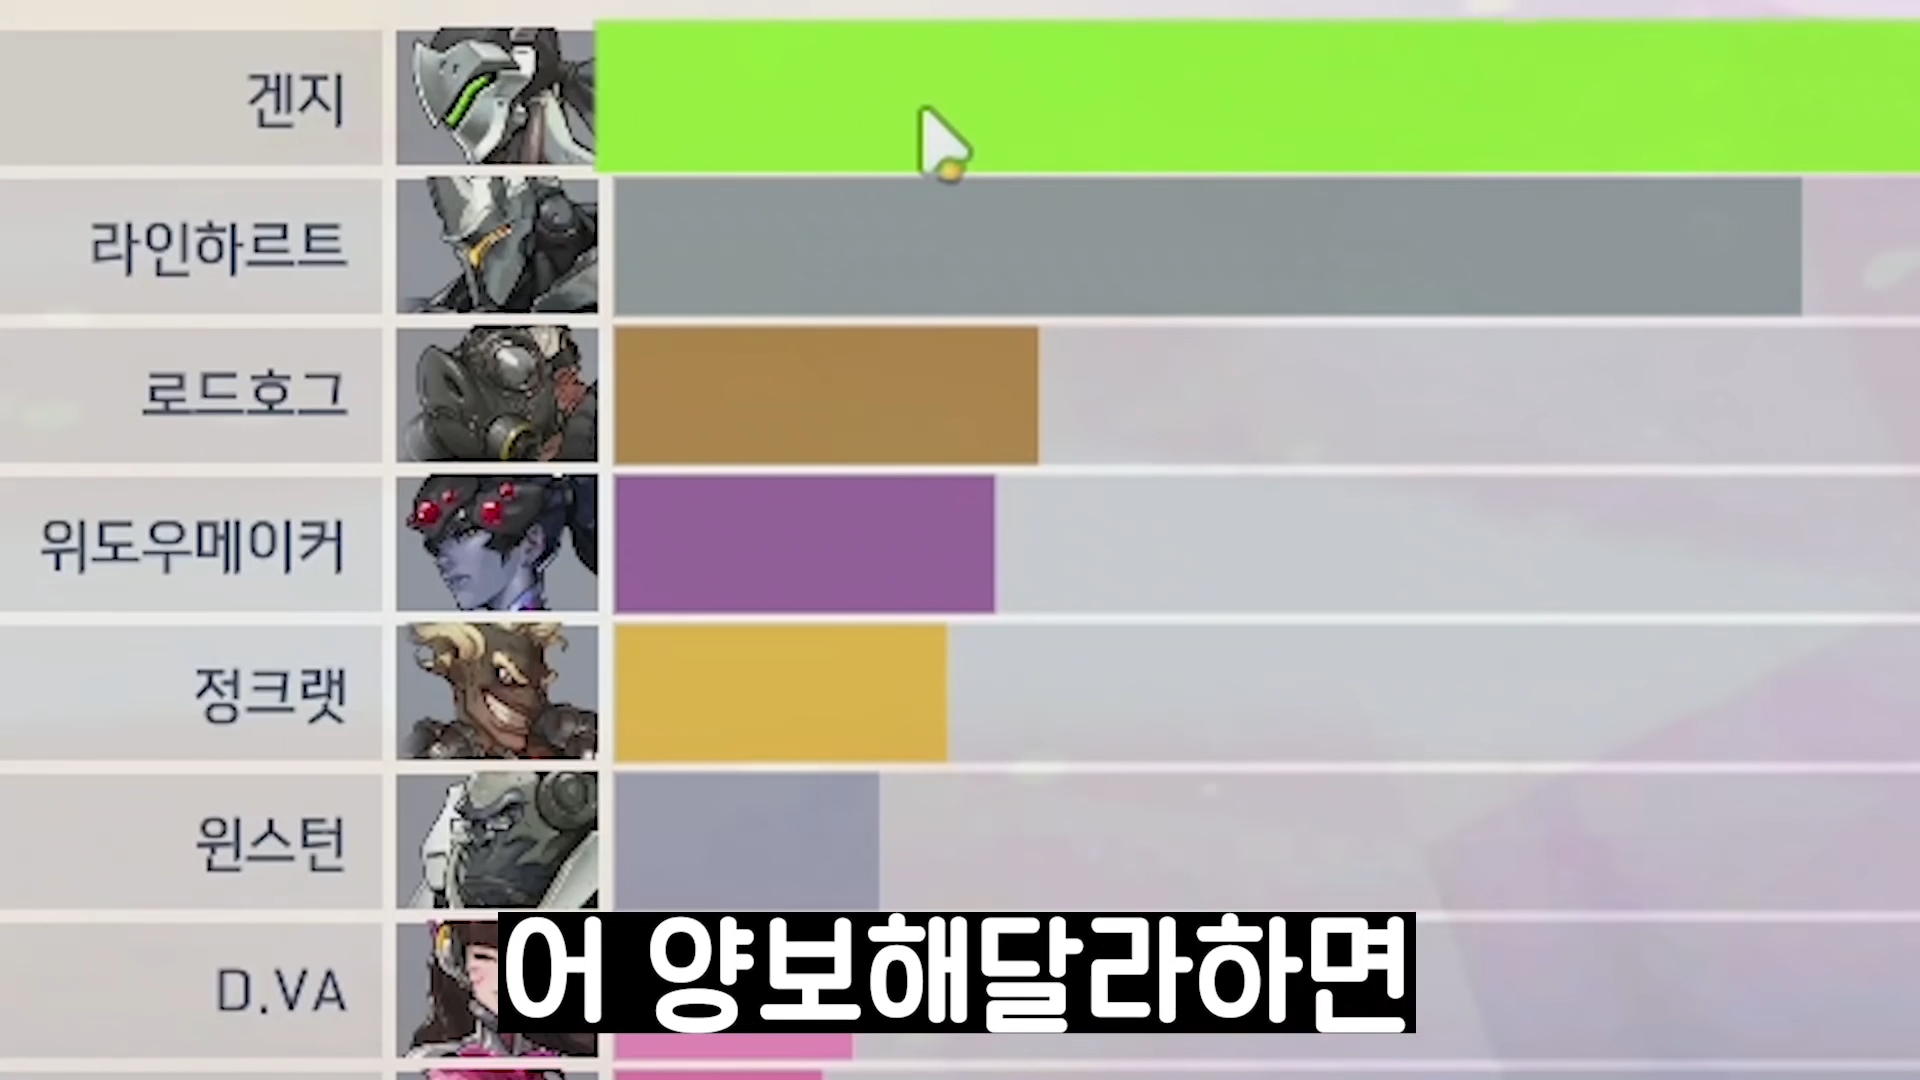 겐지
라인하르트
로드호그
위도우메이커
정크랫
윈스턴
D.VA
어 양보해달라하면